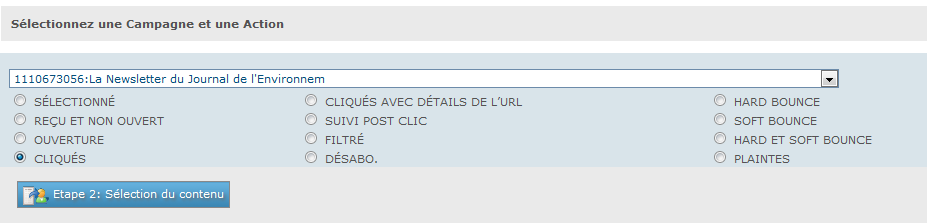 Sélectionnez une Campagne et une Action
1110673056:La Newsletter du Journal de l'Environnem
SÉLECTIONNÉ CLIQUÉS AVEC DÉTAILS DE L'URL HARD BOUNCE
REÇU ET NON OUVERT SUIVI POST CLIC SOFT BOUNCE
OUVERTURE FILTRÉ HARD ET SOFT BOUNCE
CLIQUÉS DÉSABO. PLAINTES
Etape 2: Sélection du contenu